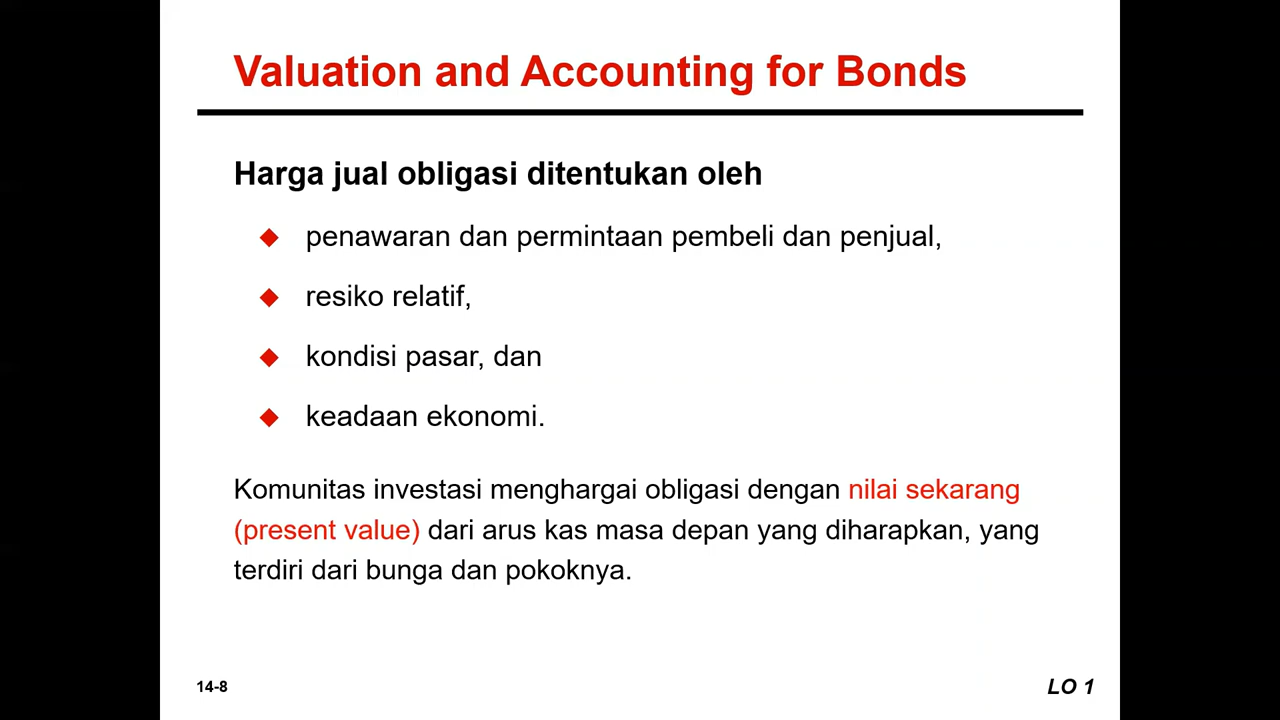 Valuation and Accounting for Bonds
Harga jual obligasi ditentukan oleh
penawaran dan permintaan pembeli dan penjual,
resiko relatif,
kondisi pasar, dan
keadaan ekonomi.
Komunitas investasi menghargai obligasi dengan nilai sekarang
(present value) dari arus kas masa depan yang diharapkan, yang
terdiri dari bunga dan pokoknya.
14-8
LO 1